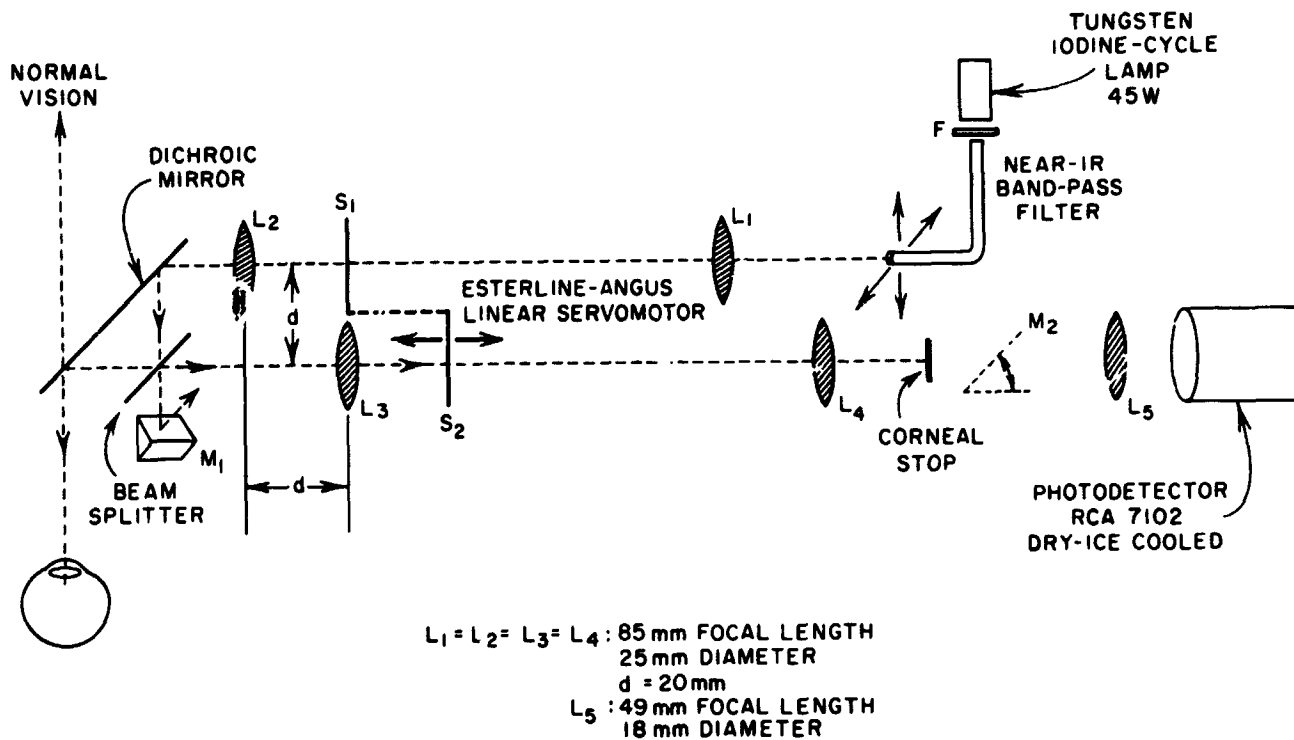 TUNGSTEN
IODINE-CYCLE
LAMP
45W
NORMAL
VISION
F
DICHROIC
MIRROR
NEAR-IR
BAND-PASS
FILTER
S1
L2
L1
d
ESTERLINE-ANGUS
LINEAR SERVOMOTOR
M2
L3
S2
L4
L5
CORNEAL
STOP
M1
d
BEAM
SPLITTER
PHOTODETECTOR
RCA 7102
DRY-ICE COOLED
L1 = L2 = L3 = L4 : 85 mm FOCAL LENGTH
25 mm DIAMETER
d = 20 mm
L5 : 49 mm FOCAL LENGTH
18 mm DIAMETER